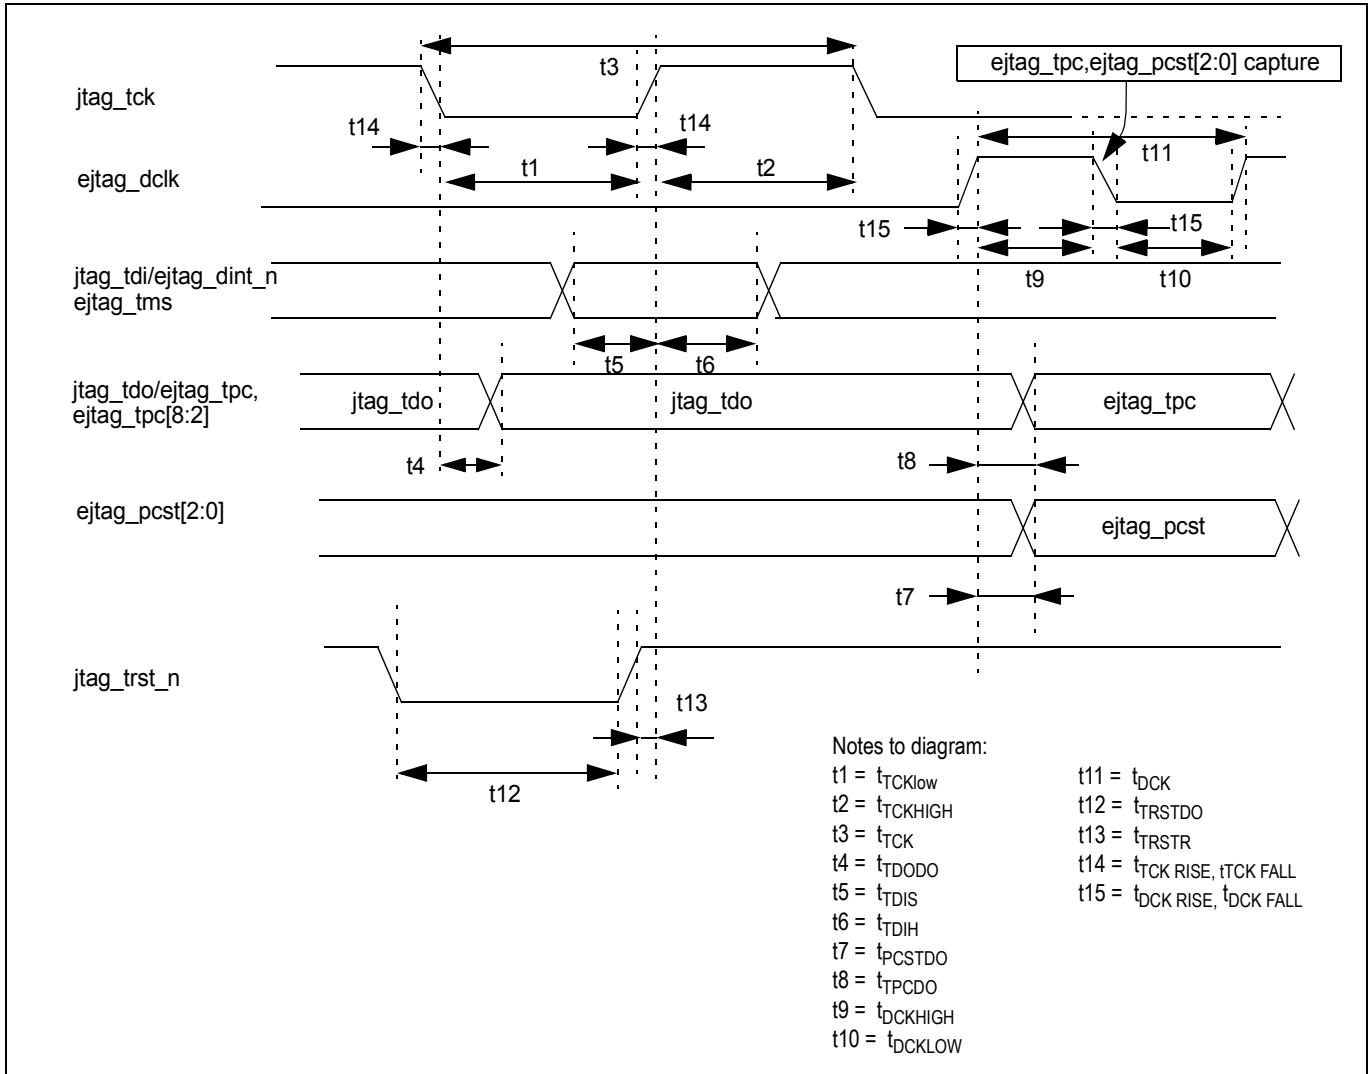 t3
ejtag_tpc,ejtag_pcst[2:0] capture
jtag_tck
t14
t14
t11
ejtag_dclk
t1
t2
t15
t15
jtag_tdi/ejtag_dint_n
ejtag_tms
t9
t10
t5
t6
jtag_tdo/ejtag_tpc,
ejtag_tpc[8:2]
jtag_tdo
jtag_tdo
ejtag_tpc
t4
t8
ejtag_pcst[2:0]
ejtag_pcst
t7
jtag_trst_n
t13
t12
Notes to diagram:
t1 = tTCKlow
t2 = tTCKHIGH
t3 = tTCK
t4 = tTDODO
t5 = tTDIS
t6 = tTDIH
t7 = tPCSTDO
t8 = tTPCDO
t9 = tDCKHIGH
t10 = tDCKLOW
t11 = tDCK
t12 = tTRSTDO
t13 = tTRSTR
t14 = tTCK RISE, tTCK FALL
t15 = tDCK RISE, tDCK FALL